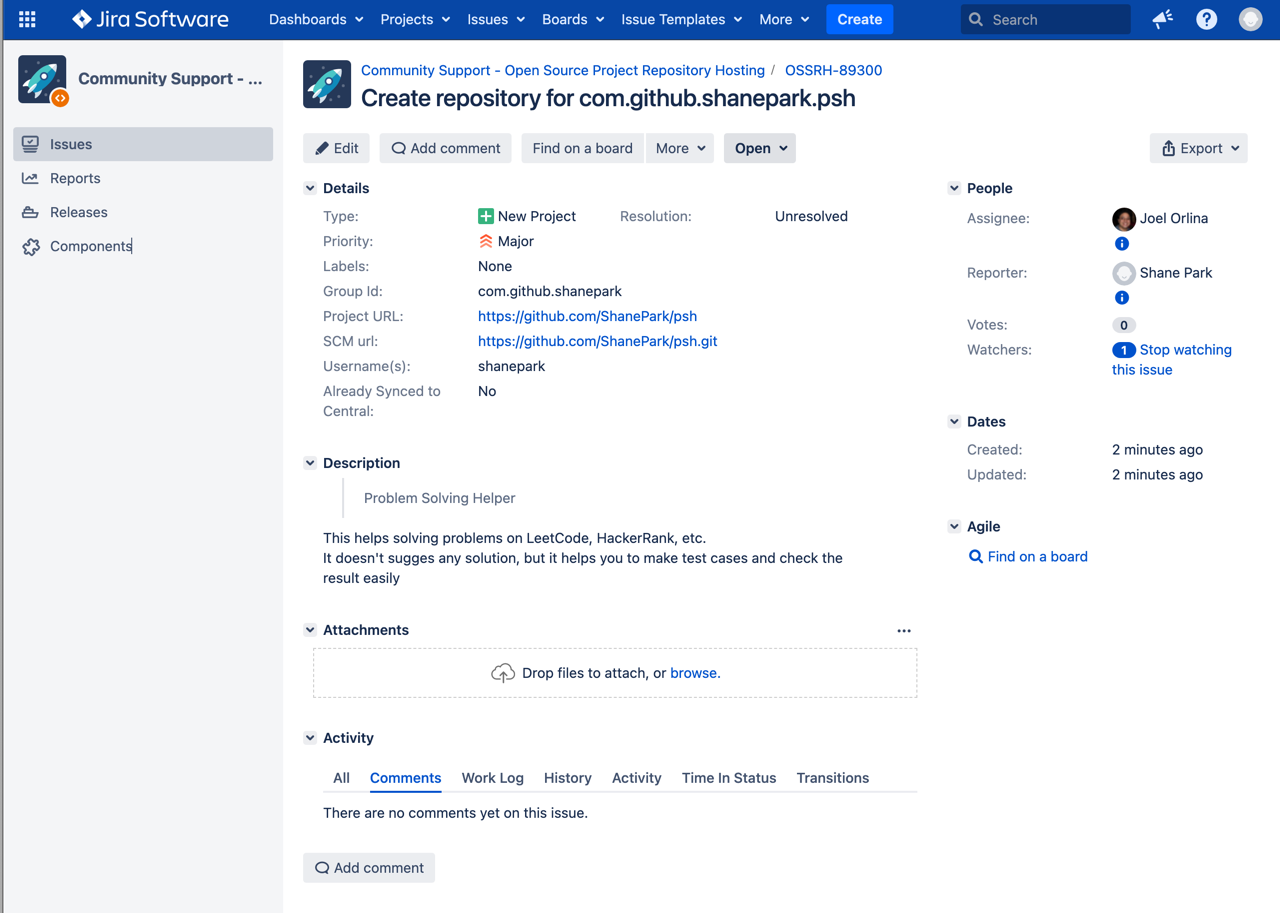 Jira Software Dashboards Projects Issues Boards Issue Templates More Create Search
Community Support - ...
Issues
Reports
Releases
Components
Community Support - Open Source Project Repository Hosting / OSSRH-89300
Create repository for com.github.shanepark.psh
Edit Add comment Find on a board More Open Export
Details
Type: New Project Resolution: Unresolved
Priority: Major
Labels: None
Group Id: com.github.shanepark
Project URL: https://github.com/ShanePark/psh
SCM url: https://github.com/ShanePark/psh.git
Username(s): shanepark
Already Synced to No
Central:
Description
Problem Solving Helper
This helps solving problems on LeetCode, HackerRank, etc.
It doesn't sugges any solution, but it helps you to make test cases and check the
result easily
Attachments
Drop files to attach, or browse.
Activity
All Comments Work Log History Activity Time In Status Transitions
There are no comments yet on this issue.
Add comment
People
Assignee: Joel Orlina
Reporter: Shane Park
Votes: 0
Watchers: 1 Stop watching
this issue
Dates
Created: 2 minutes ago
Updated: 2 minutes ago
Agile
Find on a board